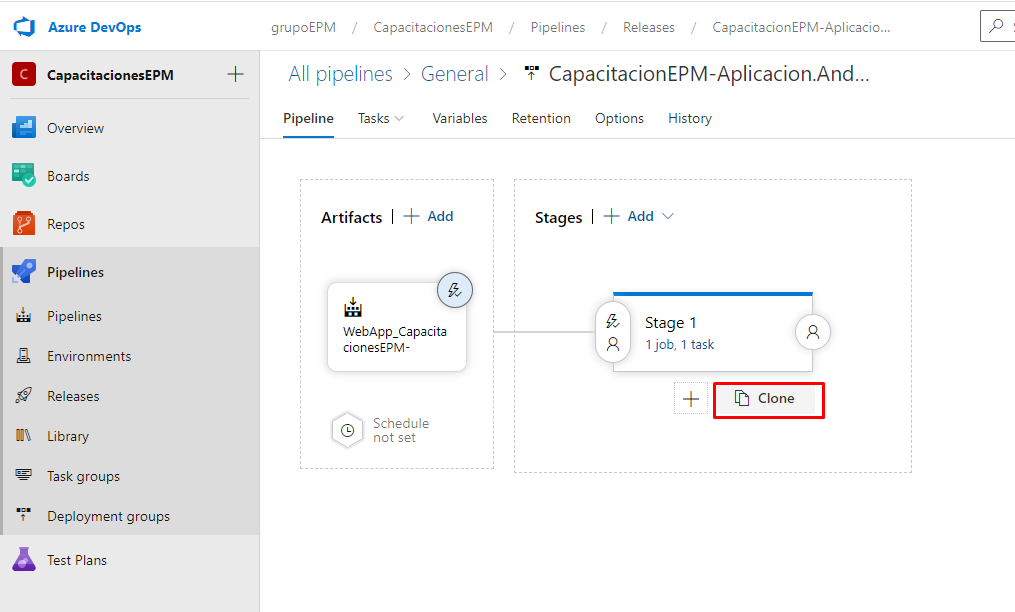 Azure DevOps
grupoEPM / CapacitacionesEPM / Pipelines / Releases / CapacitacionEPM-Aplicacio...
C CapacitacionesEPM
Overview
Boards
Repos
Pipelines
Pipelines
Environments
Releases
Library
Task groups
Deployment groups
Test Plans
All pipelines > General > CapacitacionEPM-Aplicacion.And...
Pipeline Tasks Variables Retention Options History
Artifacts | + Add
WebApp_Capacita
cionesEPM-
Schedule
not set
Stages | + Add
Stage 1
1 job, 1 task
+ Clone